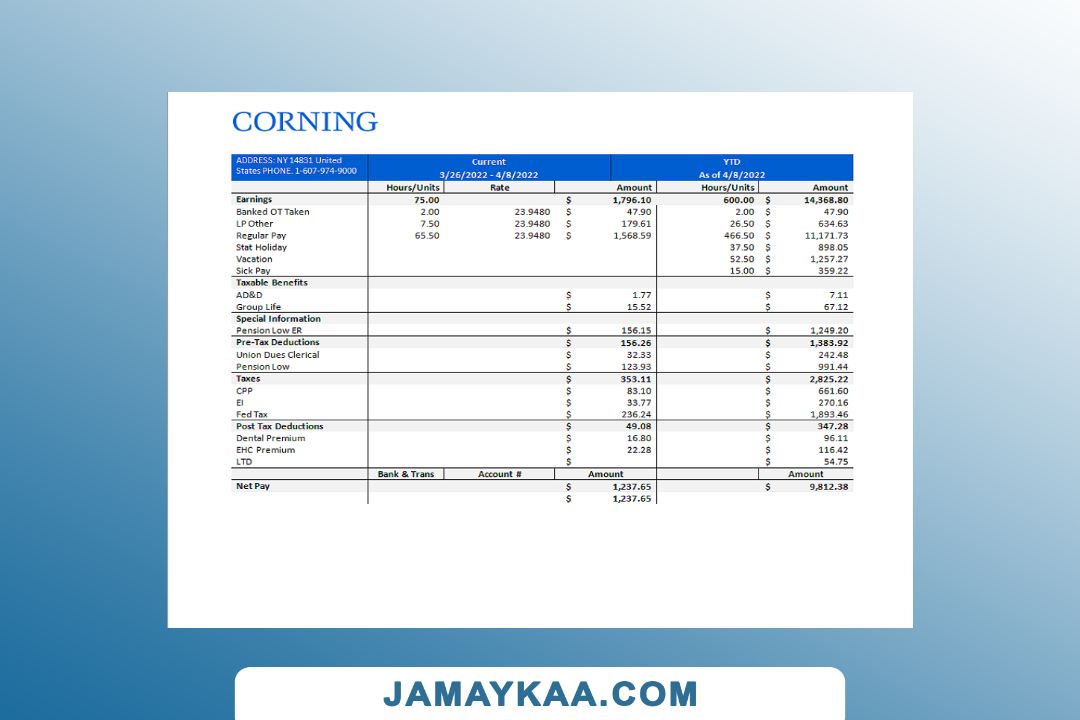 CORNING
ADDRESS: NY 14831 United
States PHONE. 1-607-974-9000
Current YTD
3/26/2022 - 4/8/2022 As of 4/8/2022
Hours/Units Rate Amount Hours/Units Amount
Earnings 75.00 $ 1,796.10 600.00 $ 14,368.80
Banked OT Taken 2.00 23.9480 $ 47.90 2.00 $ 47.90
LP Other 7.50 23.9480 $ 179.61 26.50 $ 634.63
Regular Pay 65.50 23.9480 $ 1,568.59 466.50 $ 11,171.73
Stat Holiday 37.50 $ 898.05
Vacation 52.50 $ 1,257.27
Sick Pay 15.00 $ 359.22
Taxable Benefits
AD&D $ 1.77 $ 7.11
Group Life $ 15.52 $ 67.12
Special Information
Pension Low ER $ 156.15 $ 1,249.20
Pre-Tax Deductions $ 156.26 $ 1,383.92
Union Dues Clerical $ 32.33 $ 242.48
Pension Low $ 123.93 $ 991.44
Taxes $ 353.11 $ 2,825.22
CPP $ 83.10 $ 661.60
EI $ 33.77 $ 270.16
Fed Tax $ 236.24 $ 1,893.46
Post Tax Deductions $ 49.08 $ 347.28
Dental Premium $ 16.80 $ 96.11
EHC Premium $ 22.28 $ 116.42
LTD $ $ 54.75
Bank & Trans Account # Amount Amount
Net Pay $ 1,237.65 $ 9,812.38
$ 1,237.65
JAMAYKAA.COM